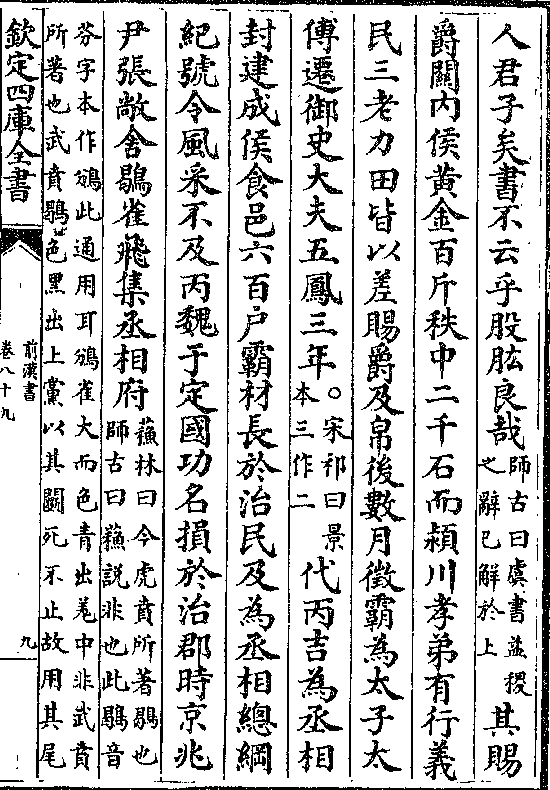 人君子矣書不云乎股肱良哉師古曰虞書益稷之辭已解於上其賜
爵關内侯黄金百斤秩中二千石而潁川孝弟有行義
民三老力田皆以差賜爵及帛後數月徵霸為太子太
傅遷御史大夫五鳳三年○宋祁曰景本三作二代丙吉為丞相
封建成侯食邑六百户霸材長於治民及為丞相總綱
紀號令風采不及丙魏于定國功名損於治郡時京兆
尹張敞舍鶡雀飛集丞相府蘇林曰今虎賁所著鶡也師古曰蘇説非也此鶡音
芬字本作鳻此通用耳鳻雀大而色青出羌中非武賁
所著也武賁鶡色黑出上黨以其鬭死不止故用其尾
欽定四庫全書
前漢書
卷八十九
九